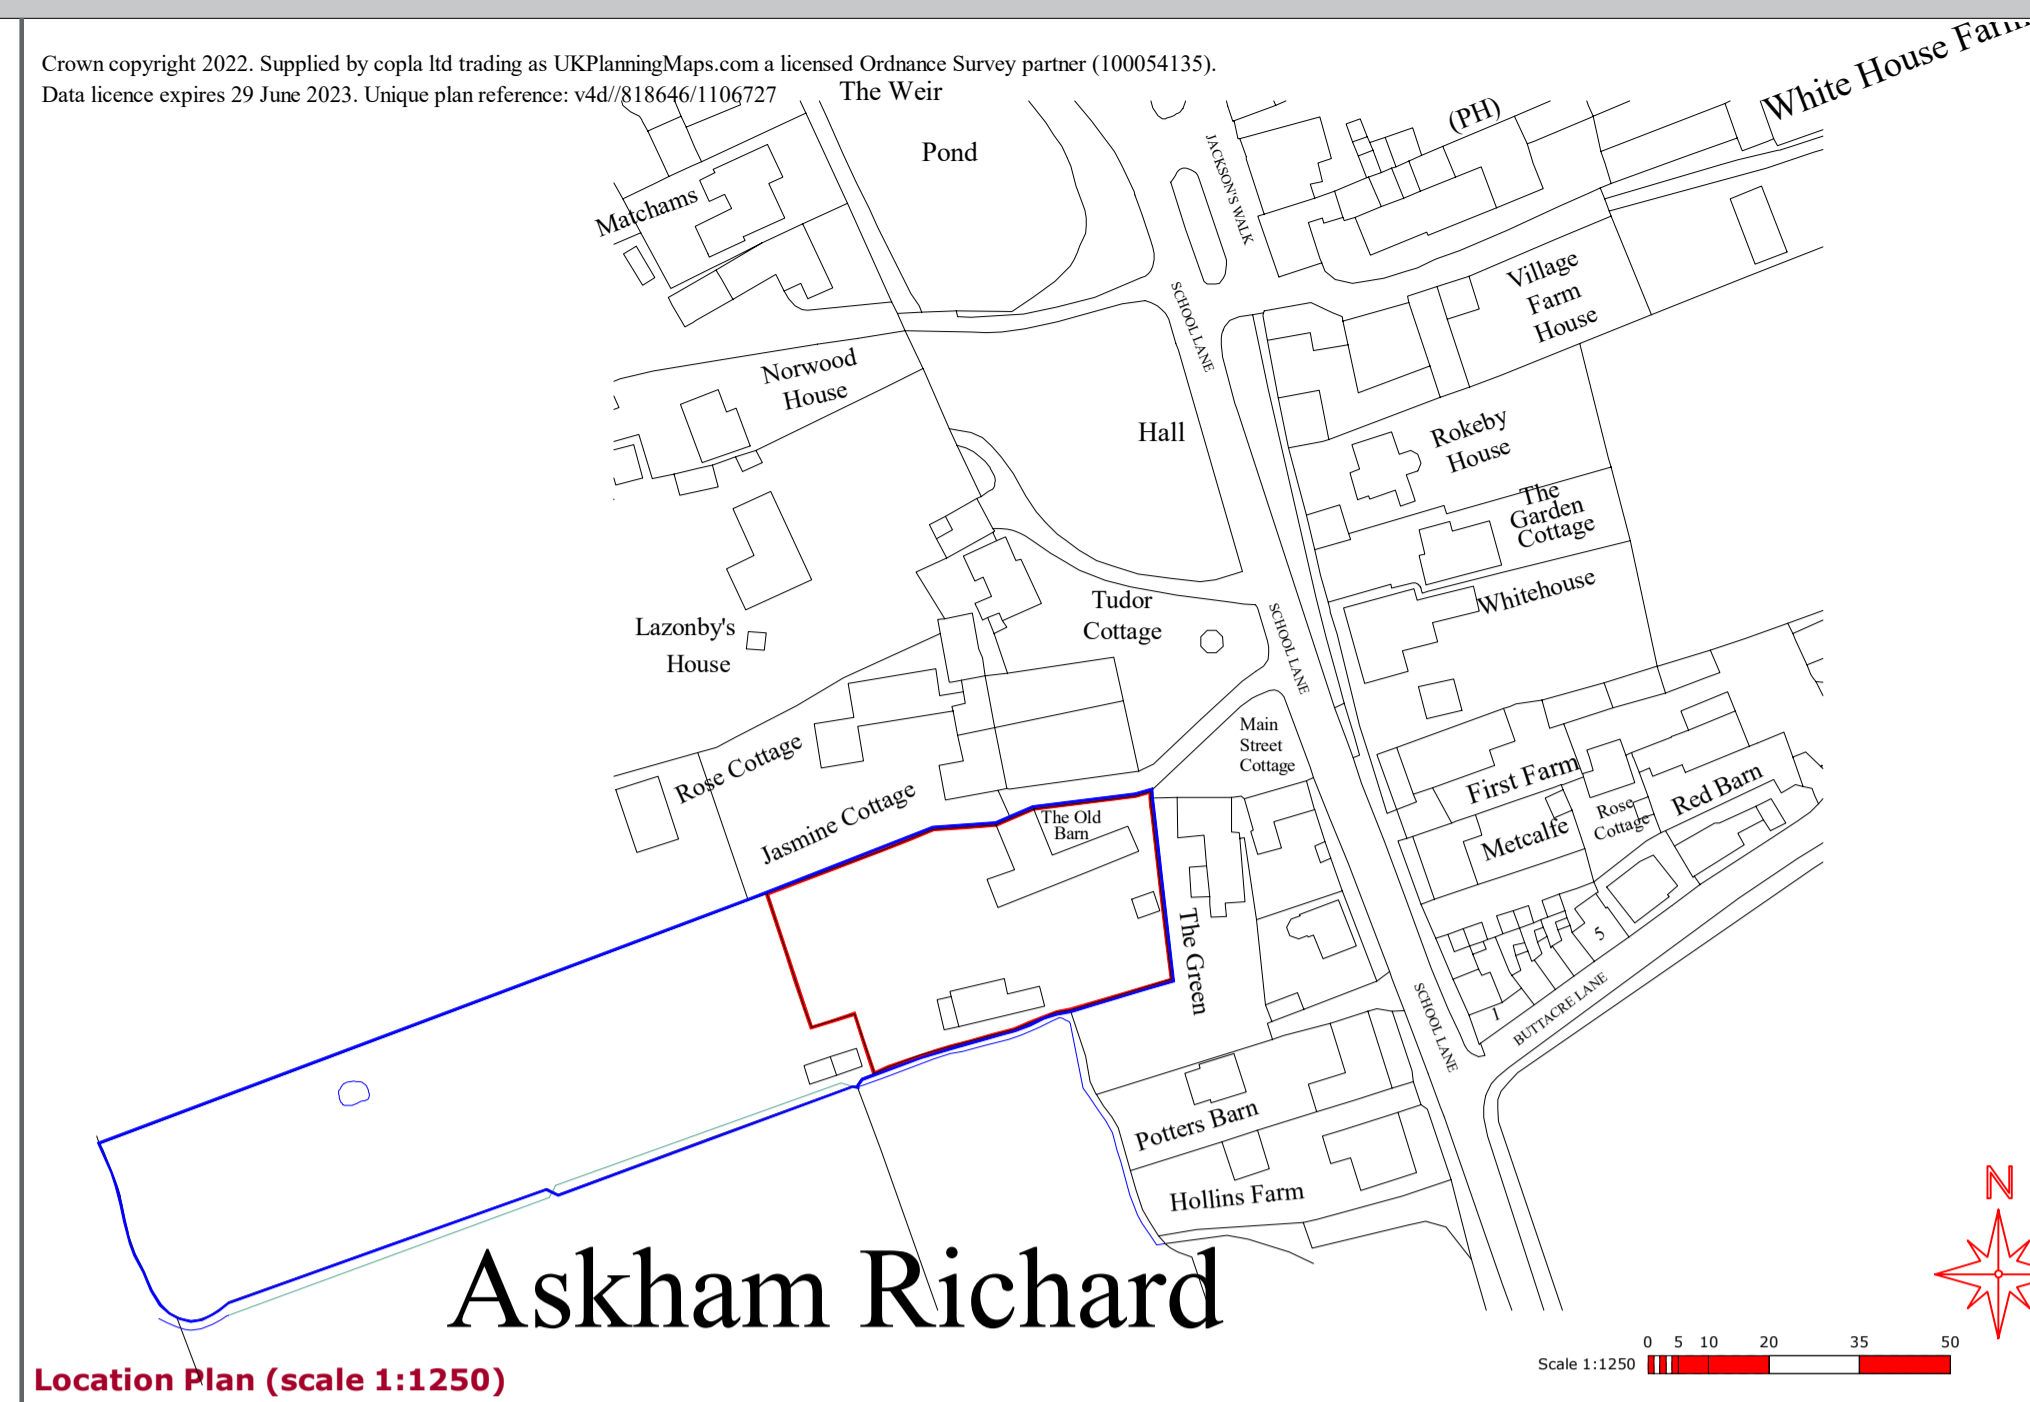 Crown copyright 2022. Supplied by copla ltd trading as UKPlanningMaps.com a licensed Ordnance Survey partner (100054135).
Data licence expires 29 June 2023. Unique plan reference: v4d//818646/1106727
The Weir
Pond
(PH)
White House Farm
JACKSON'S WALK
Matchams
SCHOOL LANE
Village
Farm
House
Norwood
House
Hall
Rokeby
House
The
Garden
Cottage
Whitehouse
Tudor
Cottage
SCHOOL LANE
Lazonby's
House
Main
Street
Cottage
Rose Cottage
Jasmine Cottage
The Old
Barn
First Farm
Red Barn
Rose
Cottage
Metcalfe
The Green
5
1
SCHOOL LANE
BUTTACRE LANE
Potters Barn
Hollins Farm
Askham Richard
N
Location Plan (scale 1:1250)
Scale 1:1250
0 5 10 20 35 50